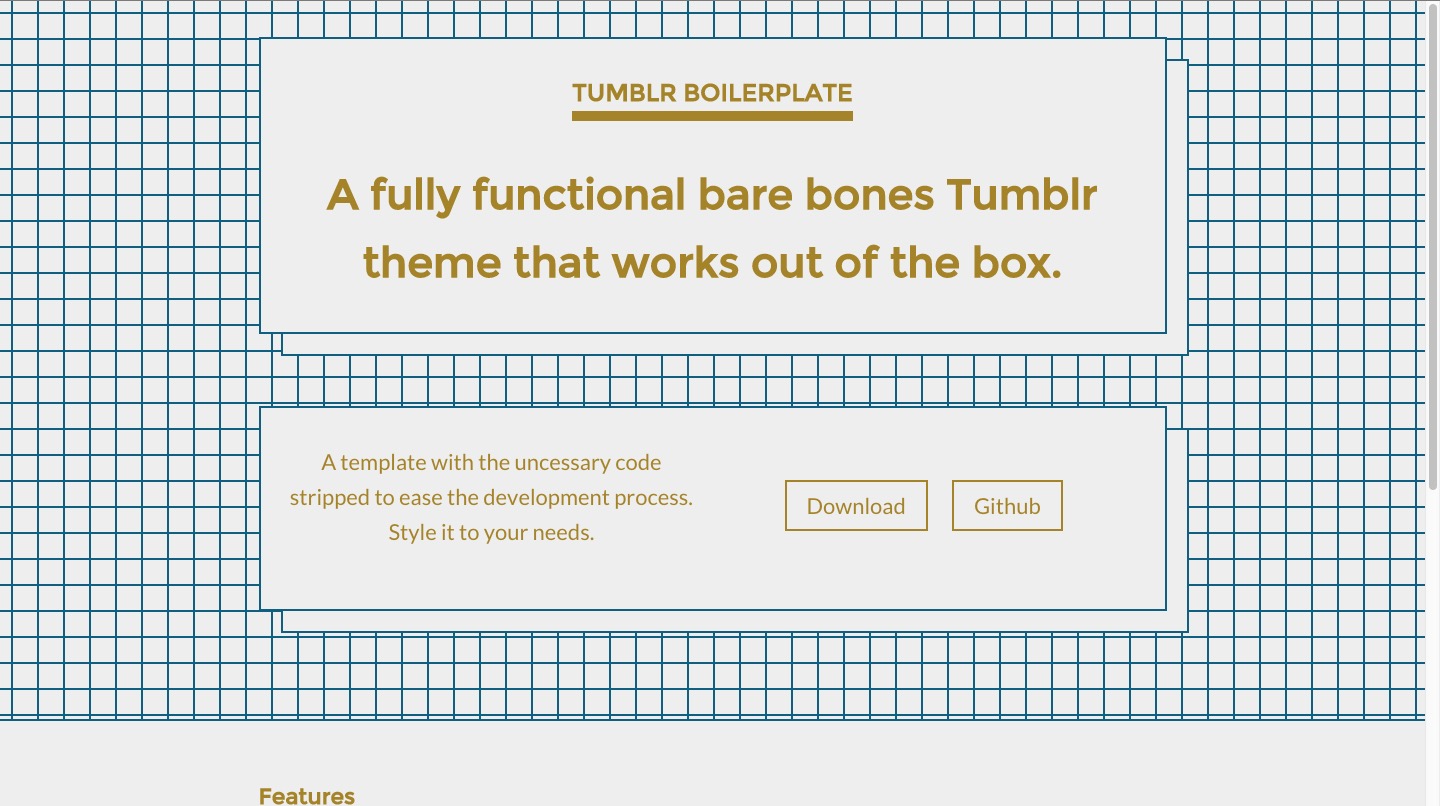 TUMBLR BOILERPLATE
A fully functional bare bones Tumblr
theme that works out of the box.
A template with the uncessary code
stripped to ease the development process.
Style it to your needs.
Download
Github
Features